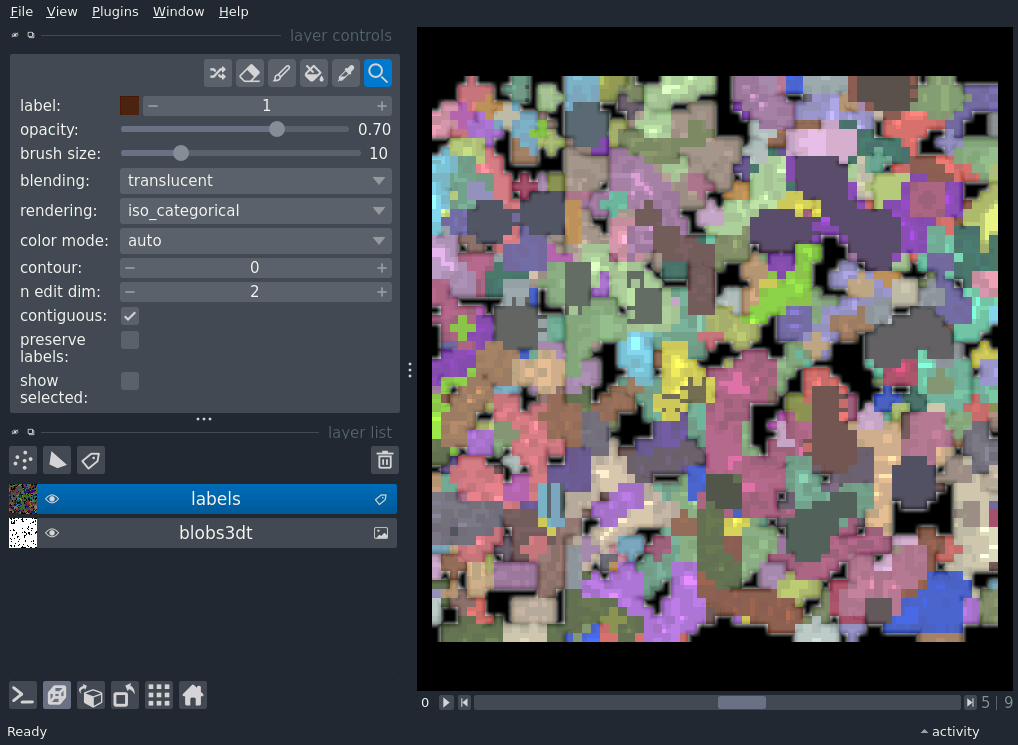 File View Plugins Window Help
layer controls
label: 1
opacity: 0.70
brush size: 10
blending: translucent
rendering: iso_categorical
color mode: auto
contour: 0
n edit dim: 2
contiguous:
preserve
labels:
show
selected:
layer list
labels
blobs3dt
0 5 | 9
Ready activity